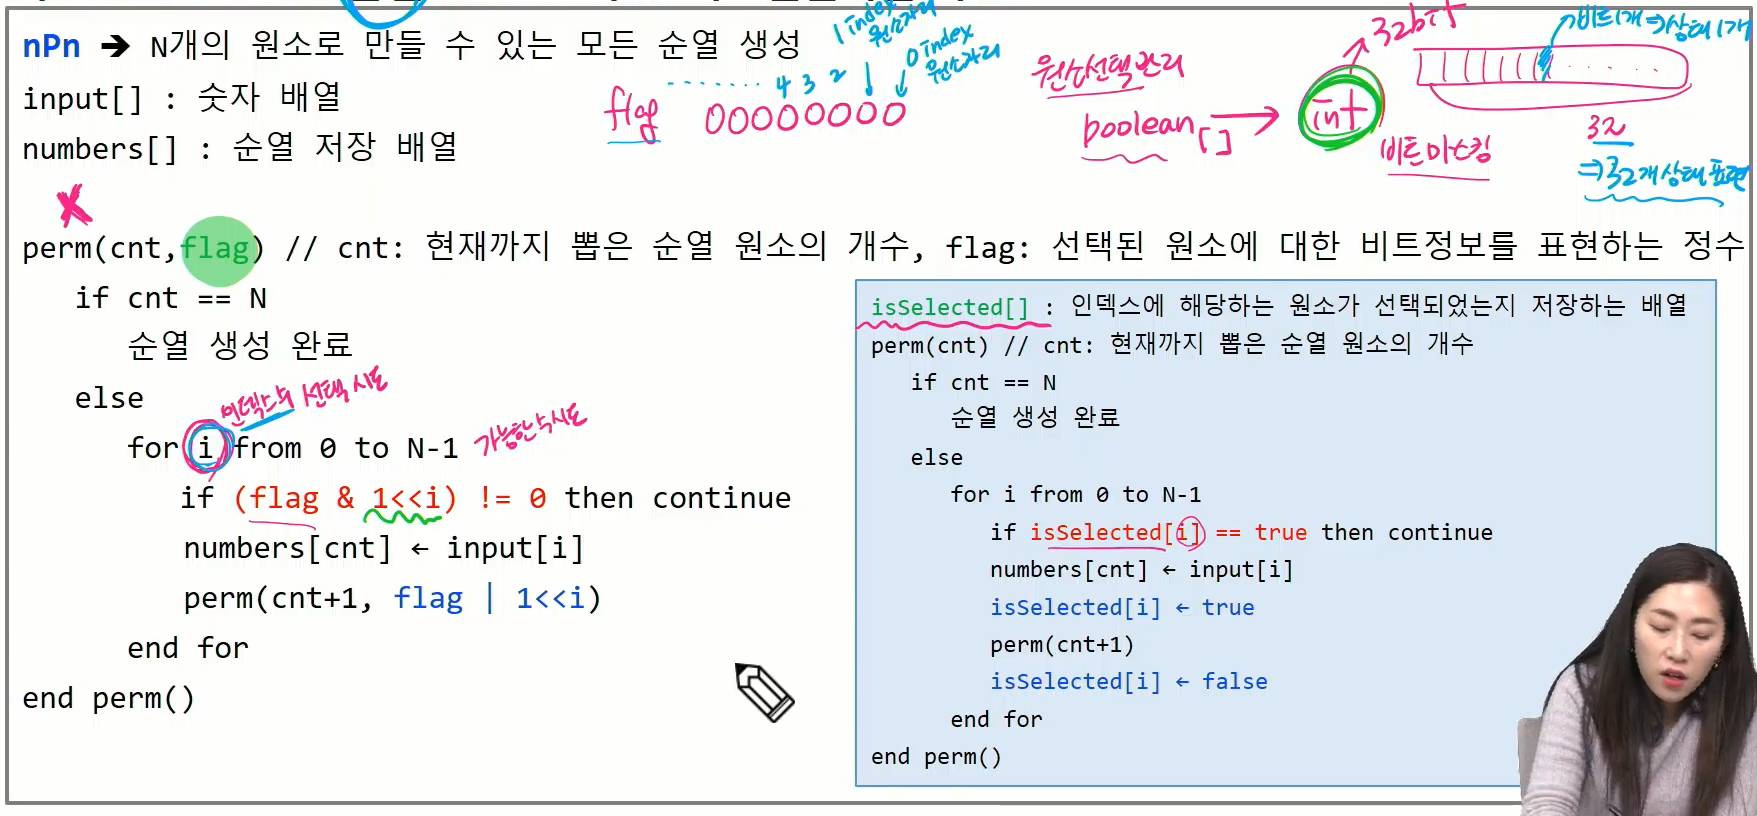 nPn → N개의 원소로 만들 수 있는 모든 순열 생성
input[] : 숫자 배열
numbers[] : 순열 저장 배열
1 index 원소자리
0 index 원소자리
4 3 2
flag 000000000
원소선택관리
boolean[] → int
32bit
비트마스킹
비트1개⇒상태1개
32
⇒32개상태표현
perm(cnt,flag) // cnt: 현재까지 뽑은 순열 원소의 개수, flag: 선택된 원소에 대한 비트정보를 표현하는 정수
if cnt == N
순열 생성 완료
else
인덱스의 선택 시도
for i from 0 to N-1
if (flag & 1<<i) != 0 then continue
numbers[cnt] ← input[i]
perm(cnt+1, flag | 1<<i)
end for
end perm()
isSelected[] : 인덱스에 해당하는 원소가 선택되었는지 저장하는 배열
perm(cnt) // cnt: 현재까지 뽑은 순열 원소의 개수
if cnt == N
순열 생성 완료
else
for i from 0 to N-1
if isSelected[i] == true then continue
numbers[cnt] ← input[i]
isSelected[i] ← true
perm(cnt+1)
isSelected[i] ← false
end for
end perm()